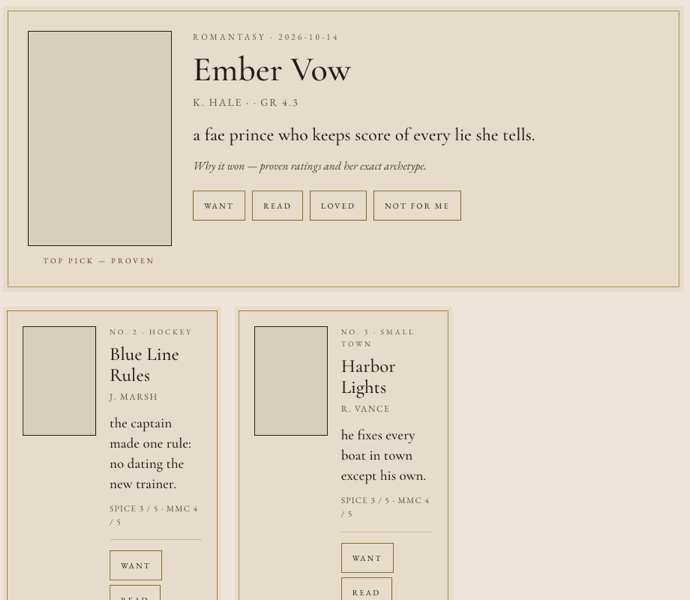 ROMANTASY · 2026-10-14
Ember Vow
K. HALE · · GR 4.3
a fae prince who keeps score of every lie she tells.
Why it won — proven ratings and her exact archetype.
WANT READ LOVED NOT FOR ME
TOP PICK — PROVEN
NO. 2 · HOCKEY
Blue Line
Rules
J. MARSH
the captain
made one rule:
no dating the
new trainer.
SPICE 3 / 5 · MMC 4
/ 5
WANT
READ
NO. 3 · SMALL
TOWN
Harbor
Lights
R. VANCE
he fixes every
boat in town
except his own.
SPICE 3 / 5 · MMC 4
/ 5
WANT
READ